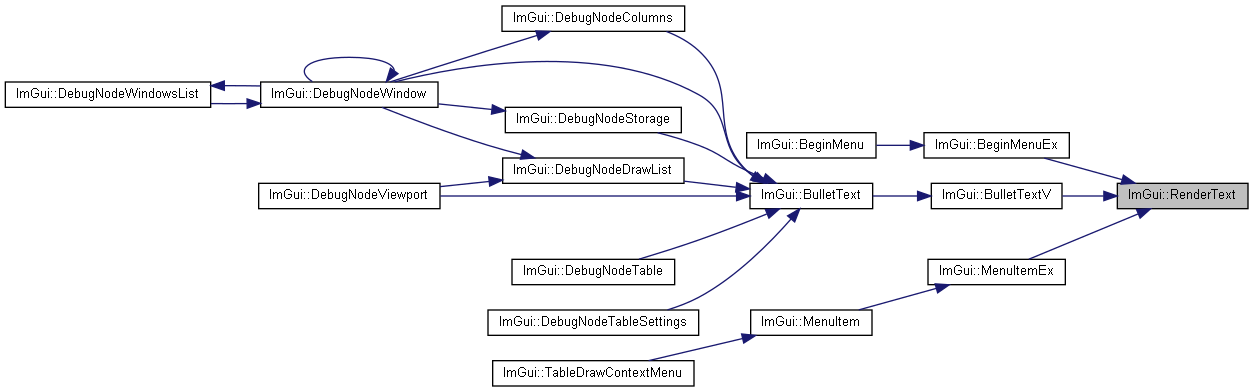 ImGui::DebugNodeColumns
ImGui::DebugNodeWindowsList
ImGui::DebugNodeWindow
ImGui::DebugNodeStorage
ImGui::BeginMenu
ImGui::BeginMenuEx
ImGui::DebugNodeDrawList
ImGui::DebugNodeViewport
ImGui::BulletText
ImGui::BulletTextV
ImGui::RenderText
ImGui::DebugNodeTable
ImGui::MenuItemEx
ImGui::DebugNodeTableSettings
ImGui::MenuItem
ImGui::TableDrawContextMenu